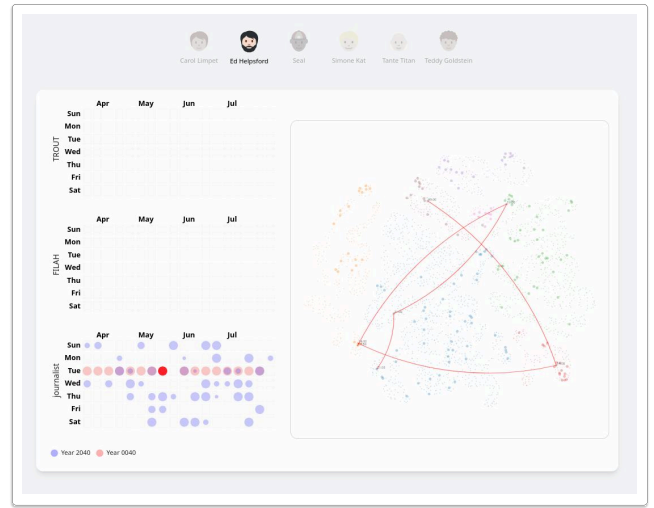 Carol Limpet
Ed Helpsford
Seal
Simone Kat
Tante Titan
Teddy Goldstein
Apr May Jun Jul
Sun
Mon
Tue
Wed
Thu
Fri
Sat
TROUT
Apr May Jun Jul
Sun
Mon
Tue
Wed
Thu
Fri
Sat
FILAH
Apr May Jun Jul
Sun
Mon
Tue
Wed
Thu
Fri
Sat
Journalist
Year 2040
Year 0040